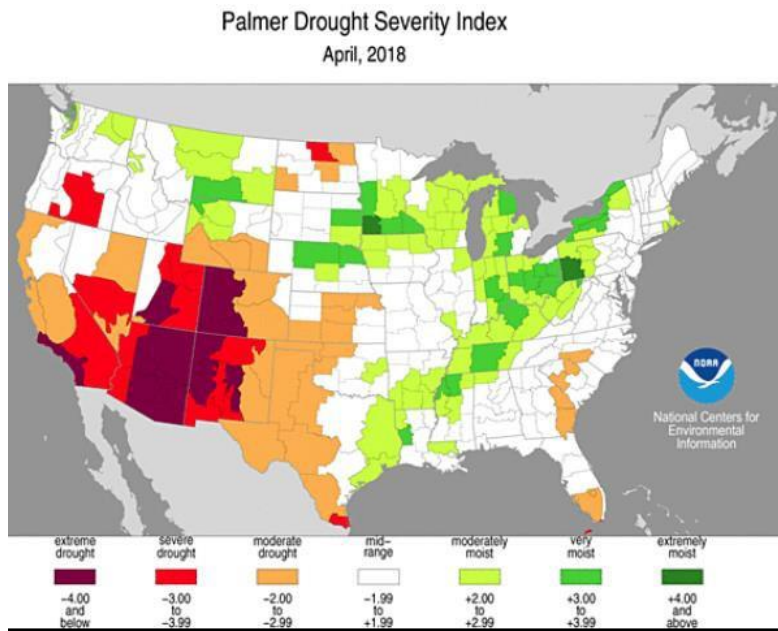 Palmer Drought Severity Index
April, 2018
NOAA
National Centers for
Environmental
Information
extreme severe moderate mid- moderately very extremely
drought drought drought range moist moist moist
−4.00 −3.00 −2.00 −1.99 +2.00 +3.00 +4.00
and to to to to to and
below −3.99 −2.99 +1.99 +2.99 +3.99 above